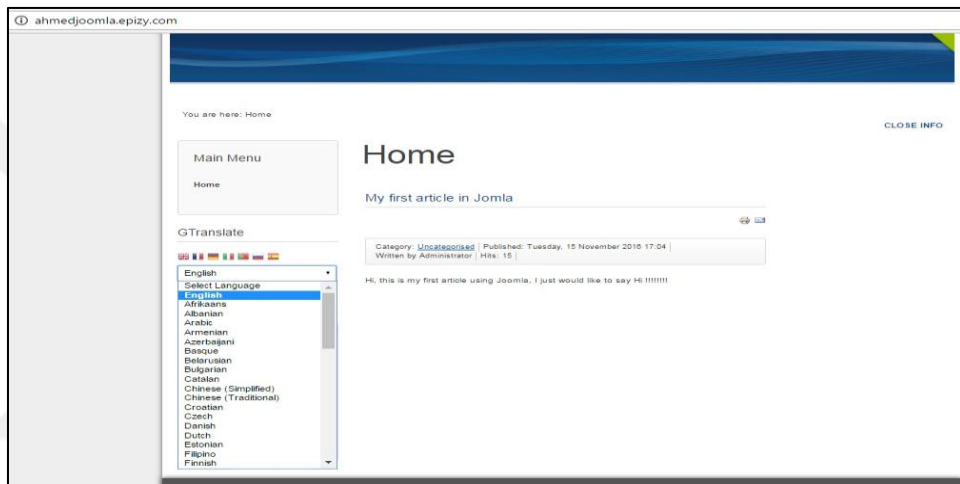 ahmedjoomla.epizy.com
You are here: Home
CLOSE INFO
Main Menu
Home
Home
My first article in Jomla
Category: Uncategorised | Published: Tuesday, 15 November 2016 17:04 |
Written by Administrator | Hits: 15 |
Hi, this is my first article using Joomla, I just would like to say Hi !!!!!!!!
GTranslate
English
Select Language
English
Afrikaans
Albanian
Arabic
Armenian
Azerbaijani
Basque
Belarusian
Bulgarian
Catalan
Chinese (Simplified)
Chinese (Traditional)
Croatian
Czech
Danish
Dutch
Estonian
Filipino
Finnish